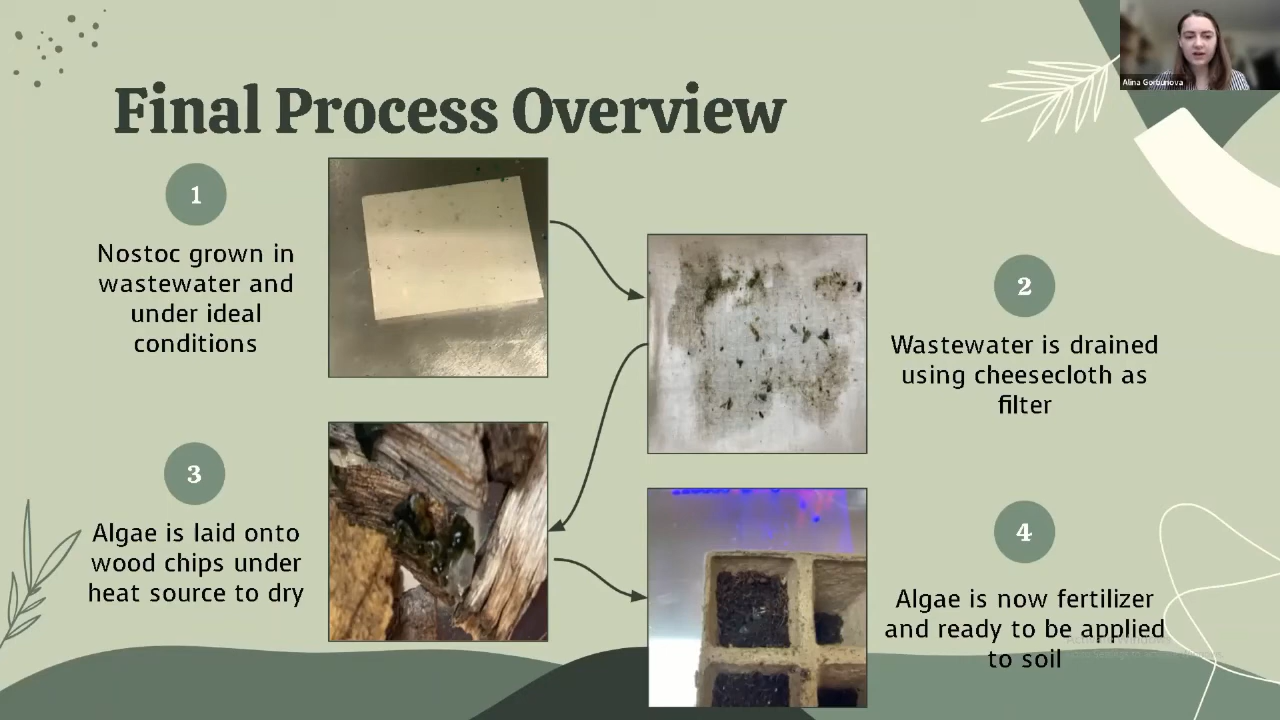 Alina Gorbunova
Final Process Overview
1
Nostoc grown in
wastewater and
under ideal
conditions
2
Wastewater is drained
using cheesecloth as
filter
3
Algae is laid onto
wood chips under
heat source to dry
4
Algae is now fertilizer
and ready to be applied
to soil